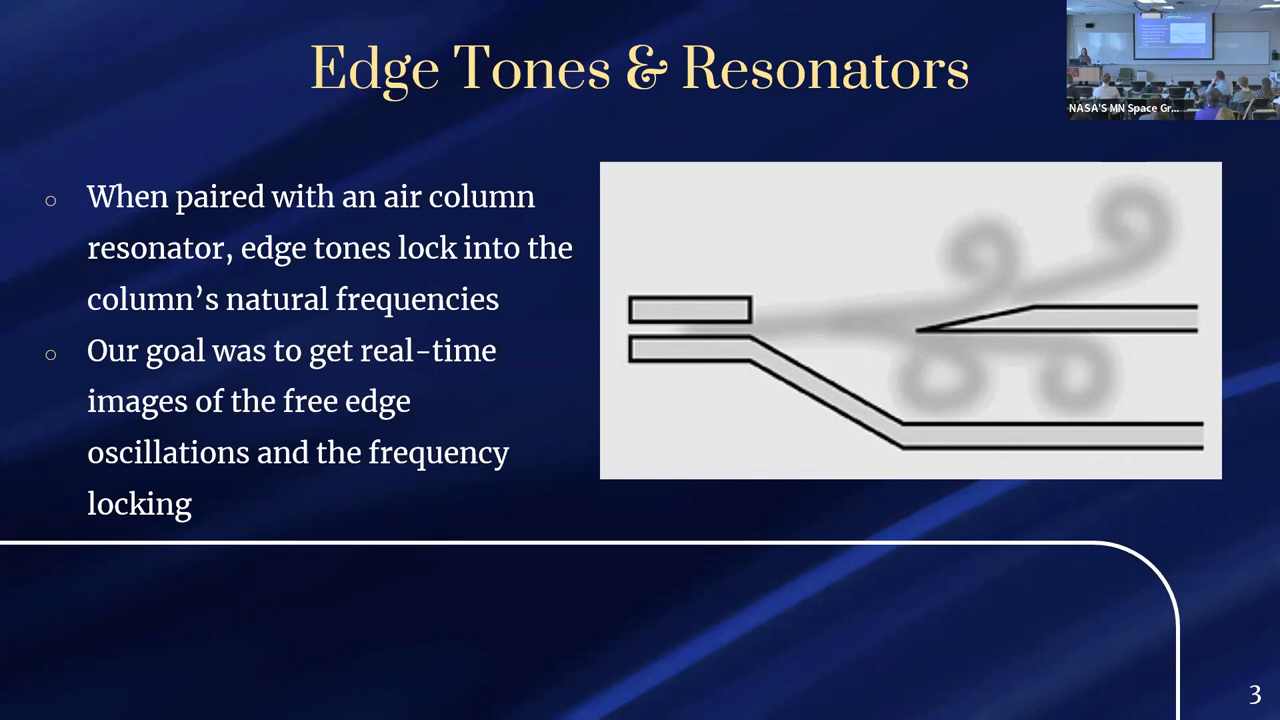 Edge Tones & Resonators
NASA'S MN Space Gr...
○ When paired with an air column
resonator, edge tones lock into the
column’s natural frequencies
○ Our goal was to get real-time
images of the free edge
oscillations and the frequency
locking
3